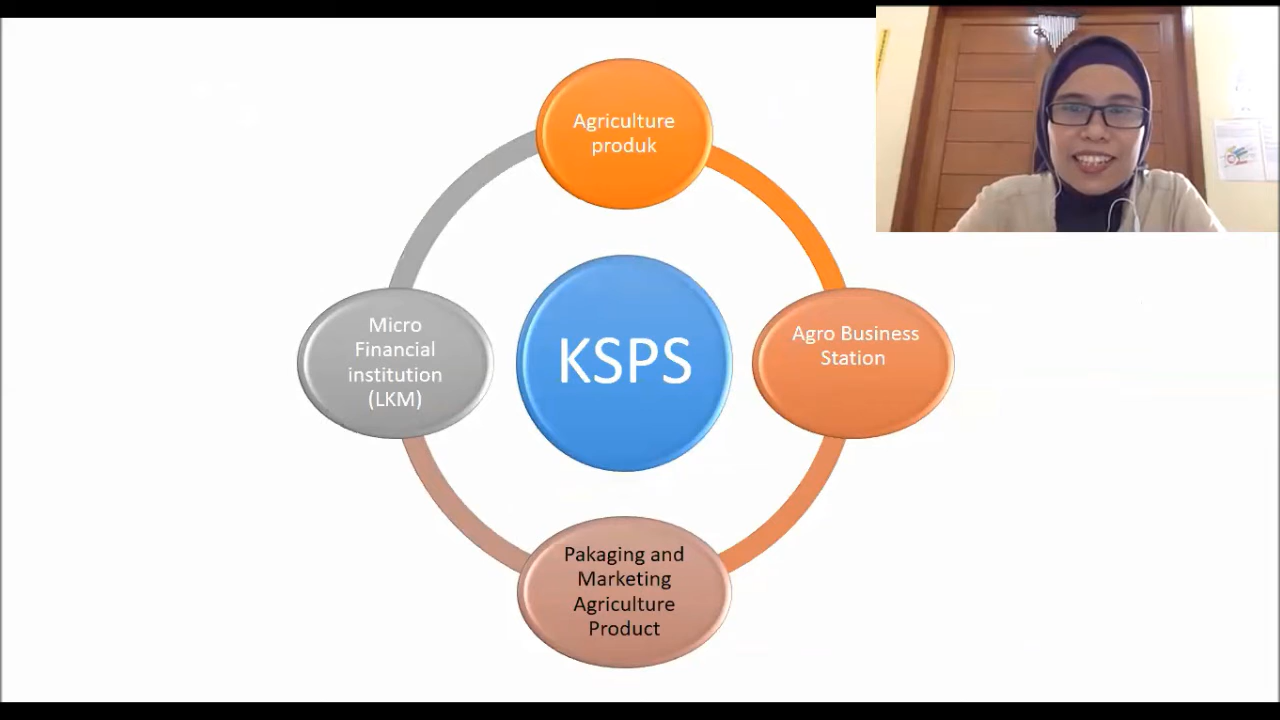 Agriculture
produk
KSPS
Agro Business
Station
Pakaging and
Marketing
Agriculture
Product
Micro
Financial
institution
(LKM)